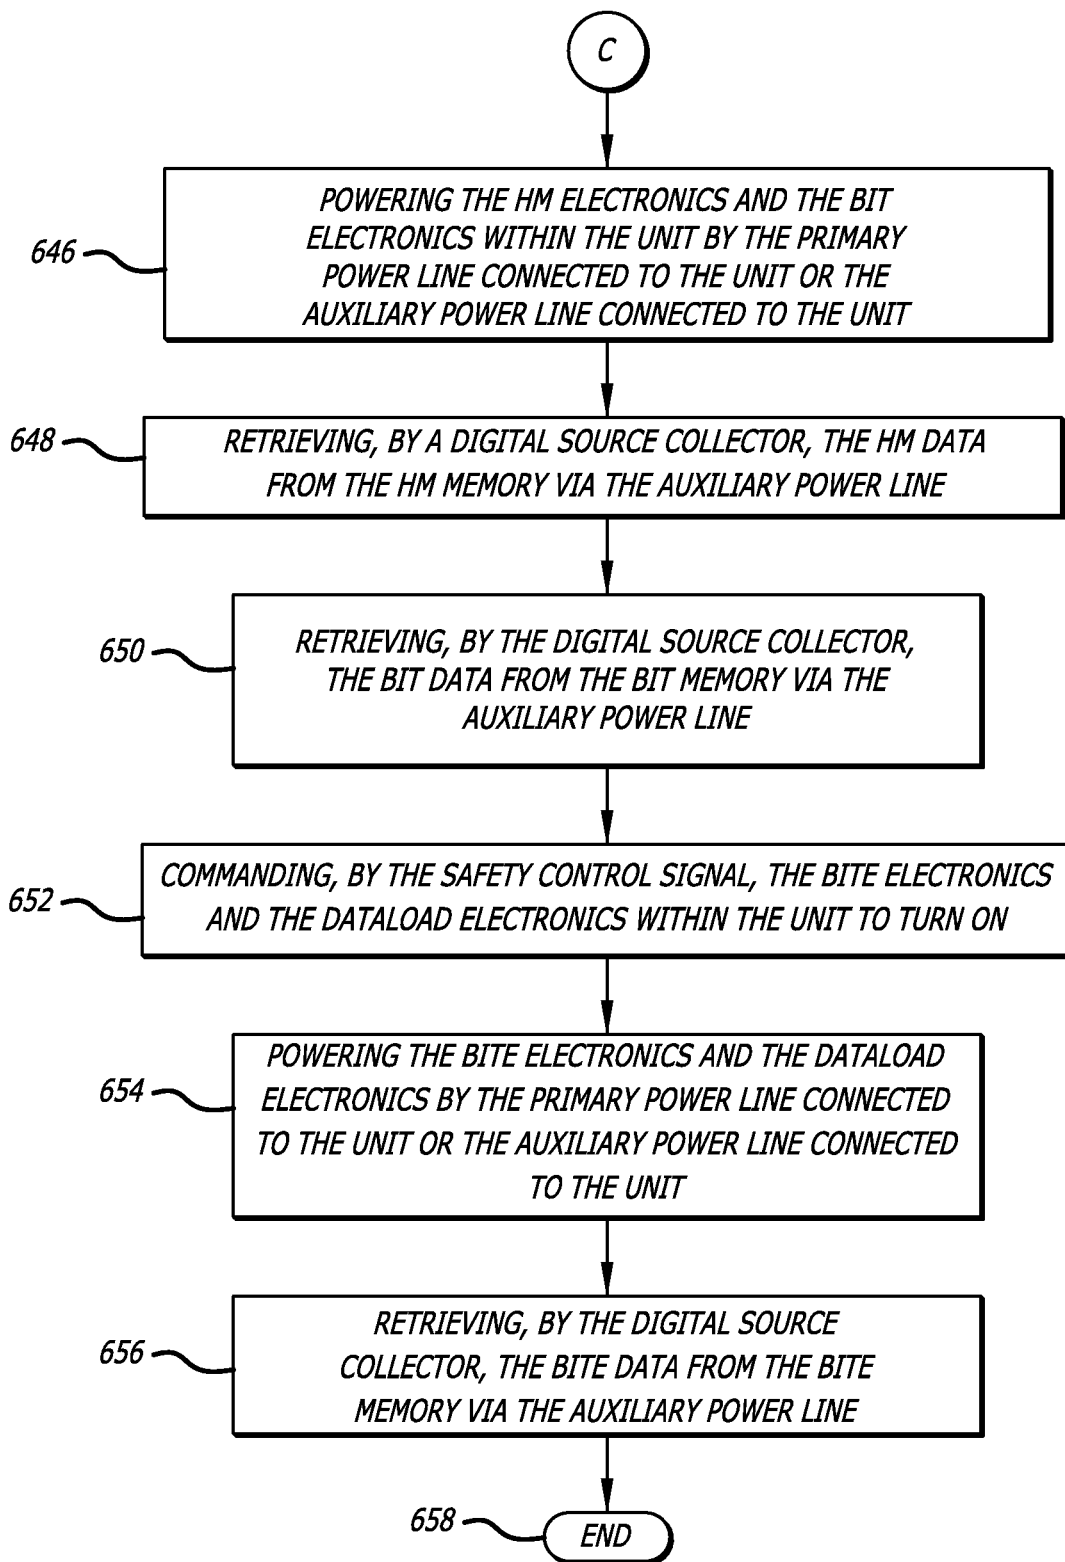 C
POWERING THE HM ELECTRONICS AND THE BIT
ELECTRONICS WITHIN THE UNIT BY THE PRIMARY
POWER LINE CONNECTED TO THE UNIT OR THE
AUXILIARY POWER LINE CONNECTED TO THE UNIT
646
RETRIEVING, BY A DIGITAL SOURCE COLLECTOR, THE HM DATA
FROM THE HM MEMORY VIA THE AUXILIARY POWER LINE
648
RETRIEVING, BY THE DIGITAL SOURCE COLLECTOR,
THE BIT DATA FROM THE BIT MEMORY VIA THE
AUXILIARY POWER LINE
650
COMMANDING, BY THE SAFETY CONTROL SIGNAL, THE BITE ELECTRONICS
AND THE DATALOAD ELECTRONICS WITHIN THE UNIT TO TURN ON
652
POWERING THE BITE ELECTRONICS AND THE DATALOAD
ELECTRONICS BY THE PRIMARY POWER LINE CONNECTED
TO THE UNIT OR THE AUXILIARY POWER LINE CONNECTED
TO THE UNIT
654
RETRIEVING, BY THE DIGITAL SOURCE
COLLECTOR, THE BITE DATA FROM THE BITE
MEMORY VIA THE AUXILIARY POWER LINE
656
658
END